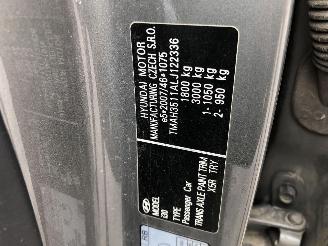 HYUNDAI MOTOR
MANUFACTURING CZECH S.R.O.
e5*2007/46*1075
TMAH3511ALJ122336
1800 kg
3000 kg
1- 1050 kg
2- 950 kg
MODEL i30
TYPE Passenger Car
TRANS AXLE PAINT TRIM
X5R TRY